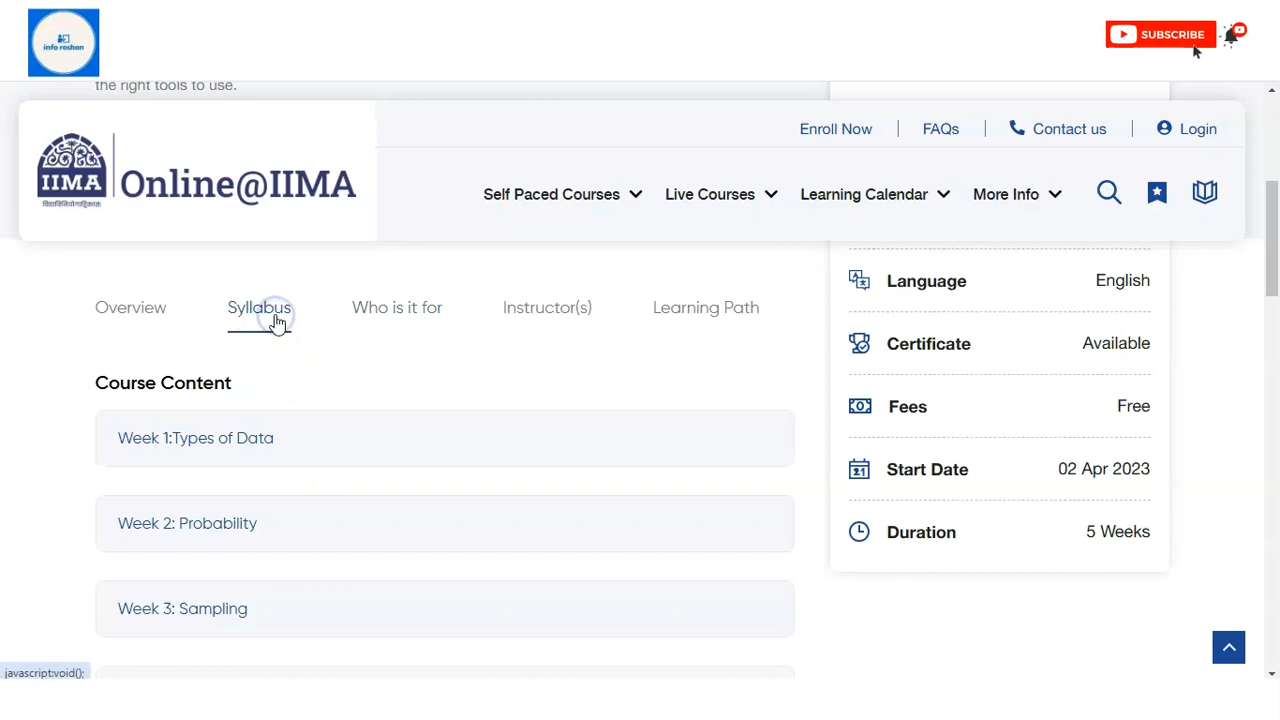 info roshan
SUBSCRIBE
the right tools to use.
Enroll Now
FAQs
Contact us
Login
IIMA
Online@IIMA
Self Paced Courses
Live Courses
Learning Calendar
More Info
Overview
Syllabus
Who is it for
Instructor(s)
Learning Path
Course Content
Week 1:Types of Data
Week 2: Probability
Week 3: Sampling
Language English
Certificate Available
Fees Free
Start Date 02 Apr 2023
Duration 5 Weeks
javascript:void();